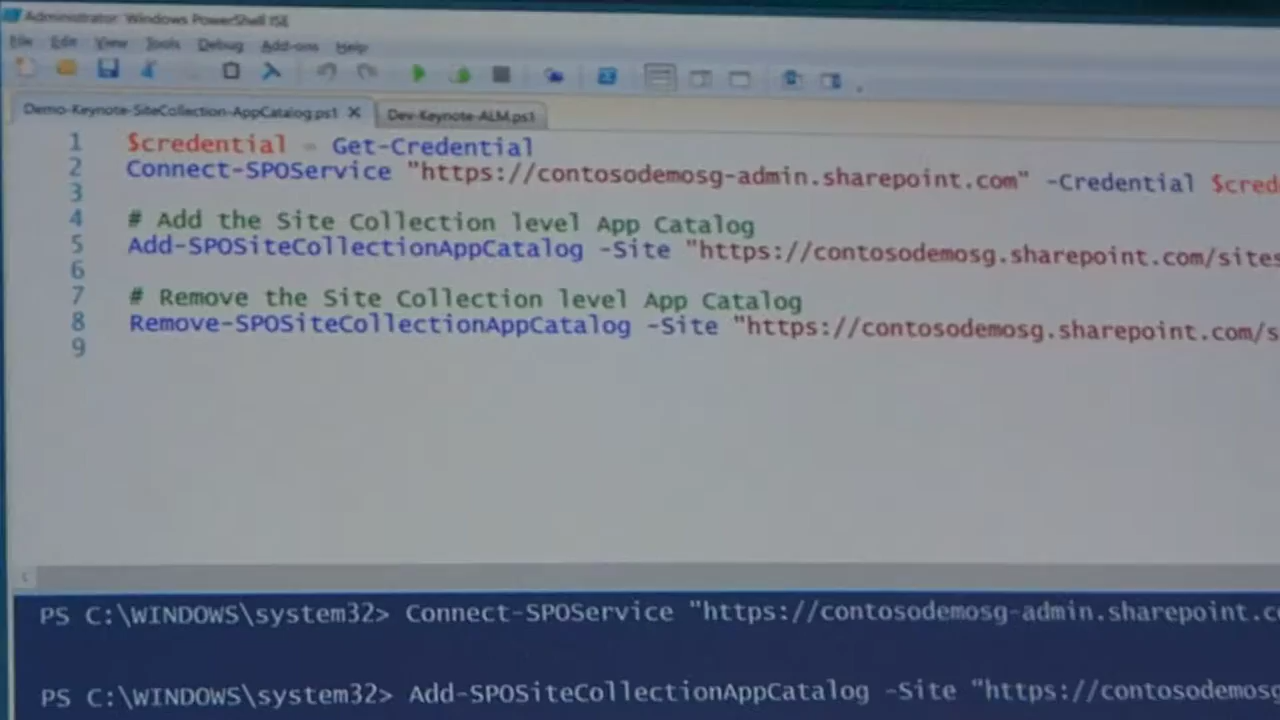 Administrator: Windows PowerShell ISE
File Edit View Tools Debug Add-ons Help
Demo-Keynote-SiteCollection-AppCatalog.ps1 X Dev-Keynote-ALM.ps1
1 $credential = Get-Credential
2 Connect-SPOService "https://contosodemosg-admin.sharepoint.com" -Credential $cred
3
4 # Add the Site Collection level App Catalog
5 Add-SPOSiteCollectionAppCatalog -Site "https://contosodemosg.sharepoint.com/sites
6
7 # Remove the Site Collection level App Catalog
8 Remove-SPOSiteCollectionAppCatalog -Site "https://contosodemosg.sharepoint.com/s
9
PS C:\WINDOWS\system32> Connect-SPOService "https://contosodemosg-admin.sharepoint.c
PS C:\WINDOWS\system32> Add-SPOSiteCollectionAppCatalog -Site "https://contosodemos